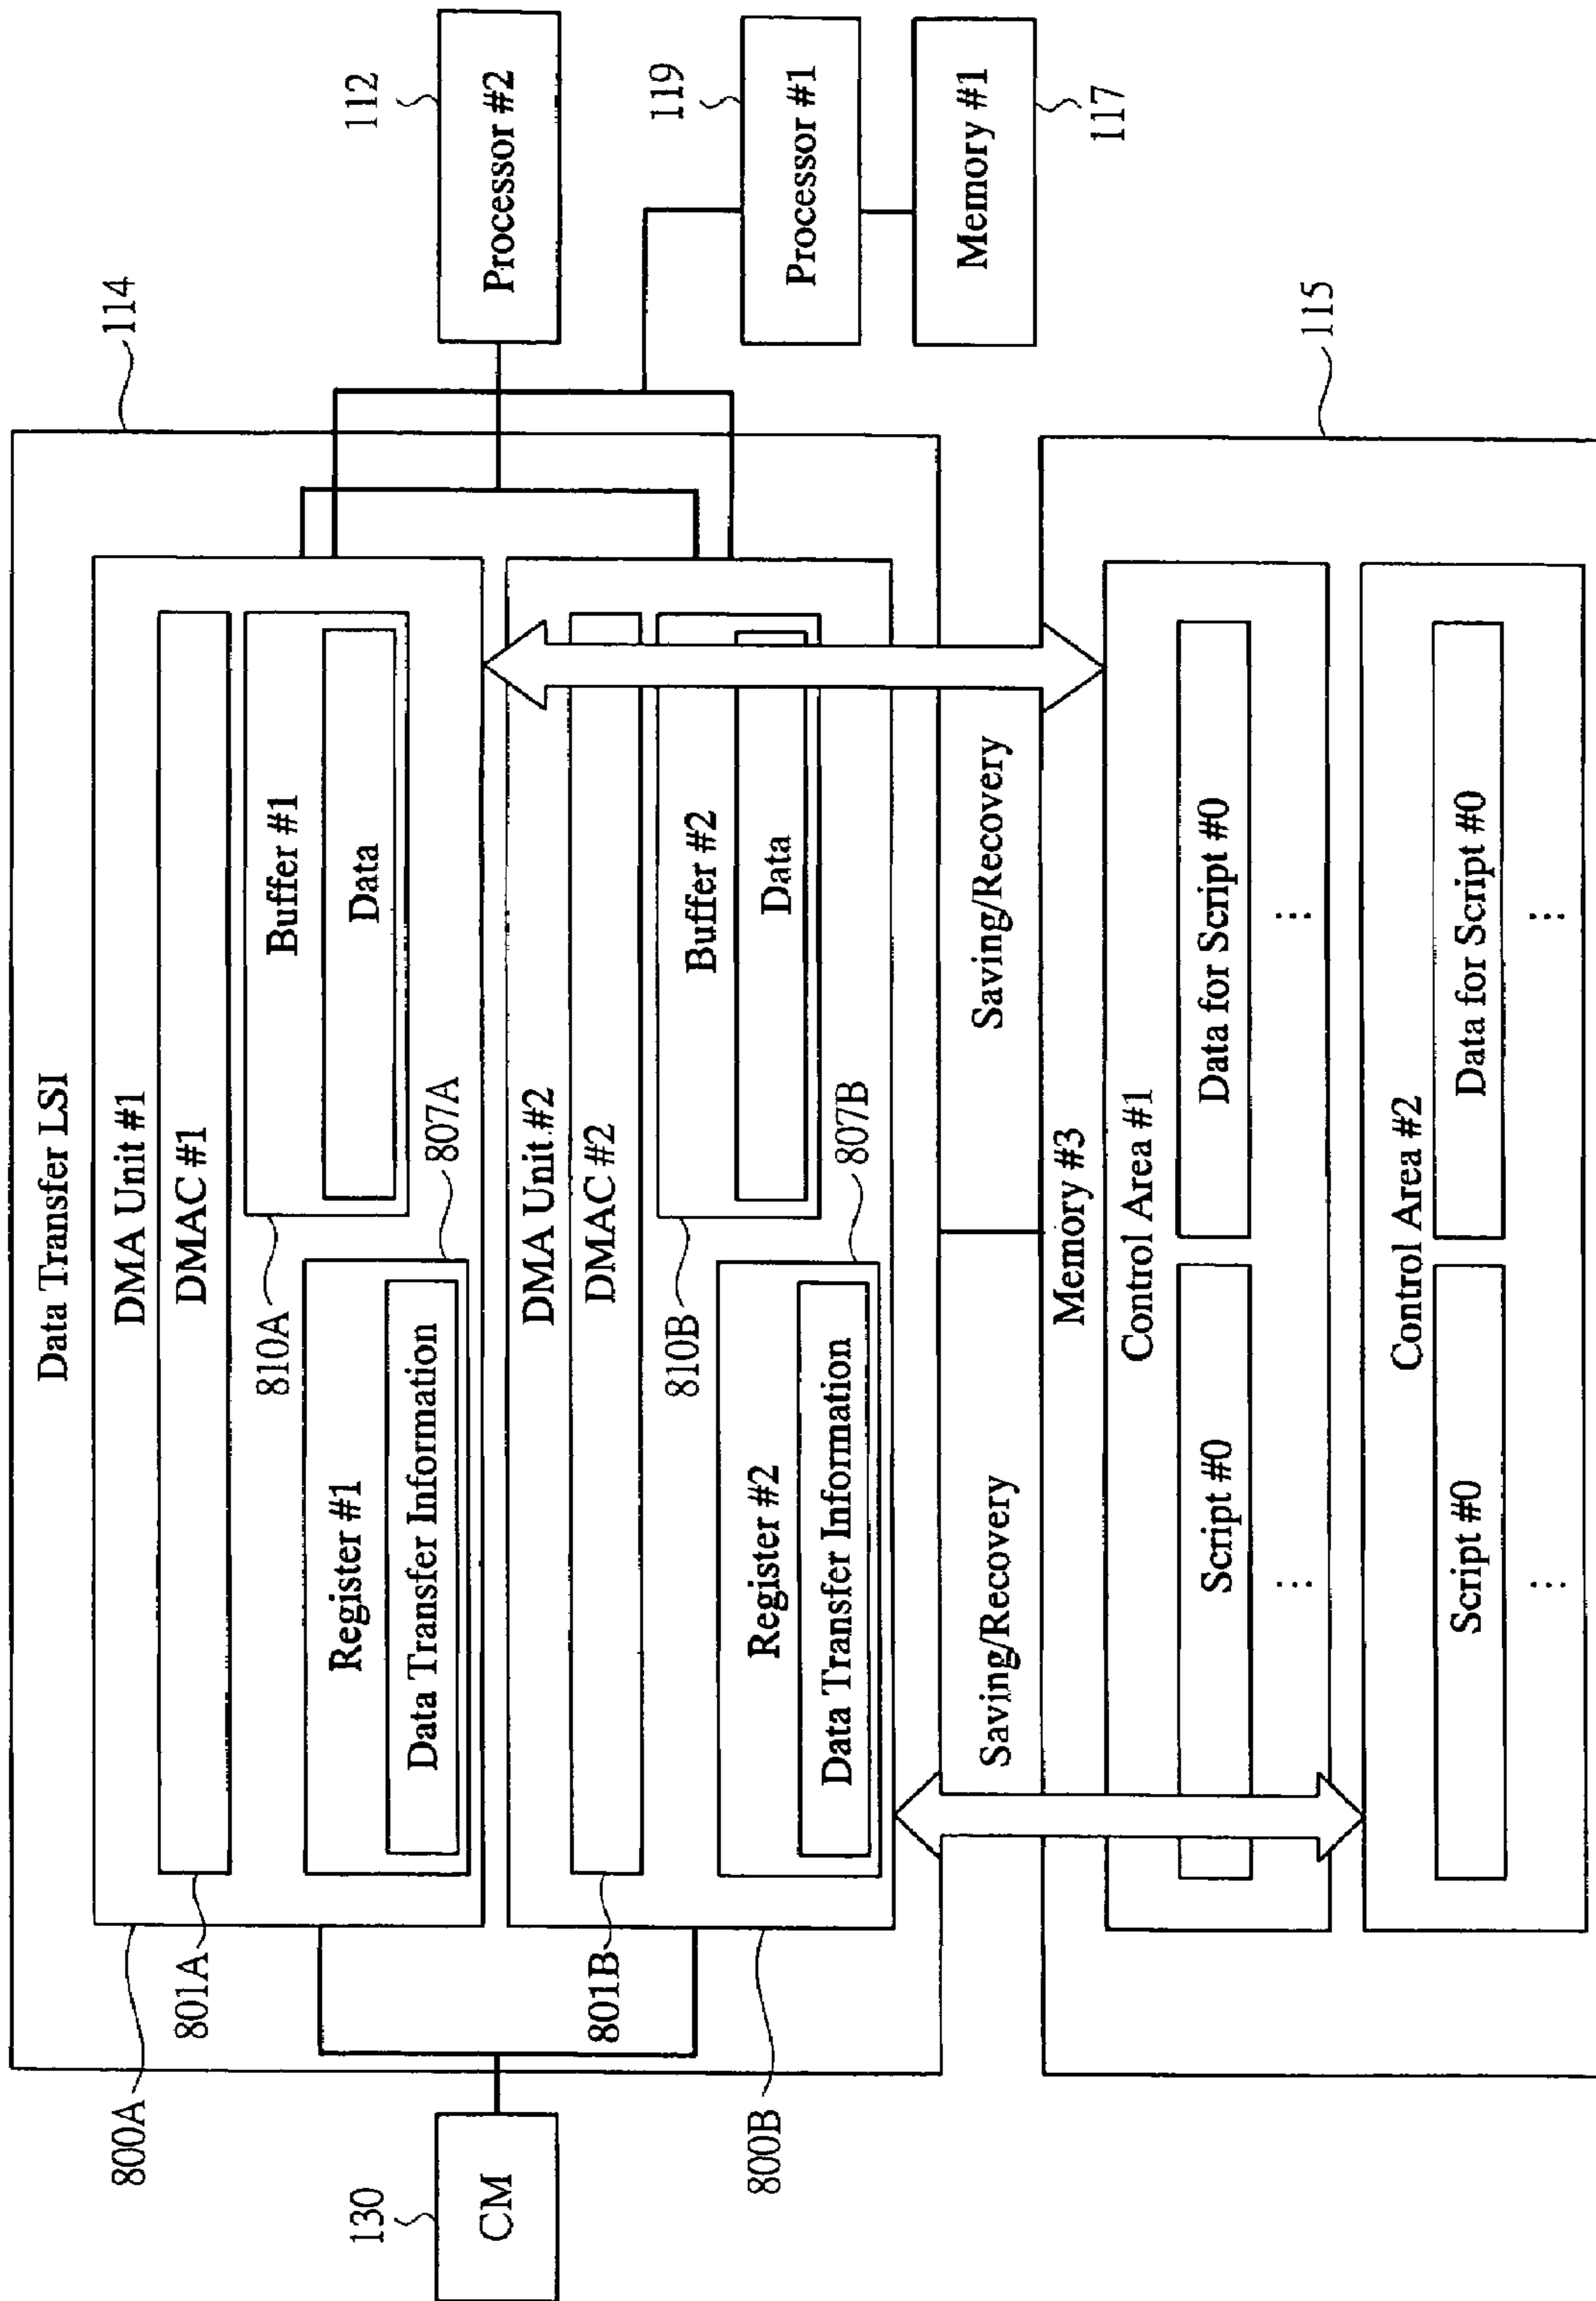 Data Transfer LSI
114
800A
DMA Unit #1
801A
DMAC #1
810A
Buffer #1
Data
807A
Register #1
Data Transfer Information
130
CM
112
Processor #2
800B
DMA Unit #2
801B
DMAC #2
810B
Buffer #2
Data
807B
Register #2
Data Transfer Information
119
Processor #1
Memory #1
117
Saving/Recovery
Saving/Recovery
Memory #3
115
Control Area #1
Script #0
Data for Script #0
⋮
⋮
Control Area #2
Script #0
Data for Script #0
⋮
⋮